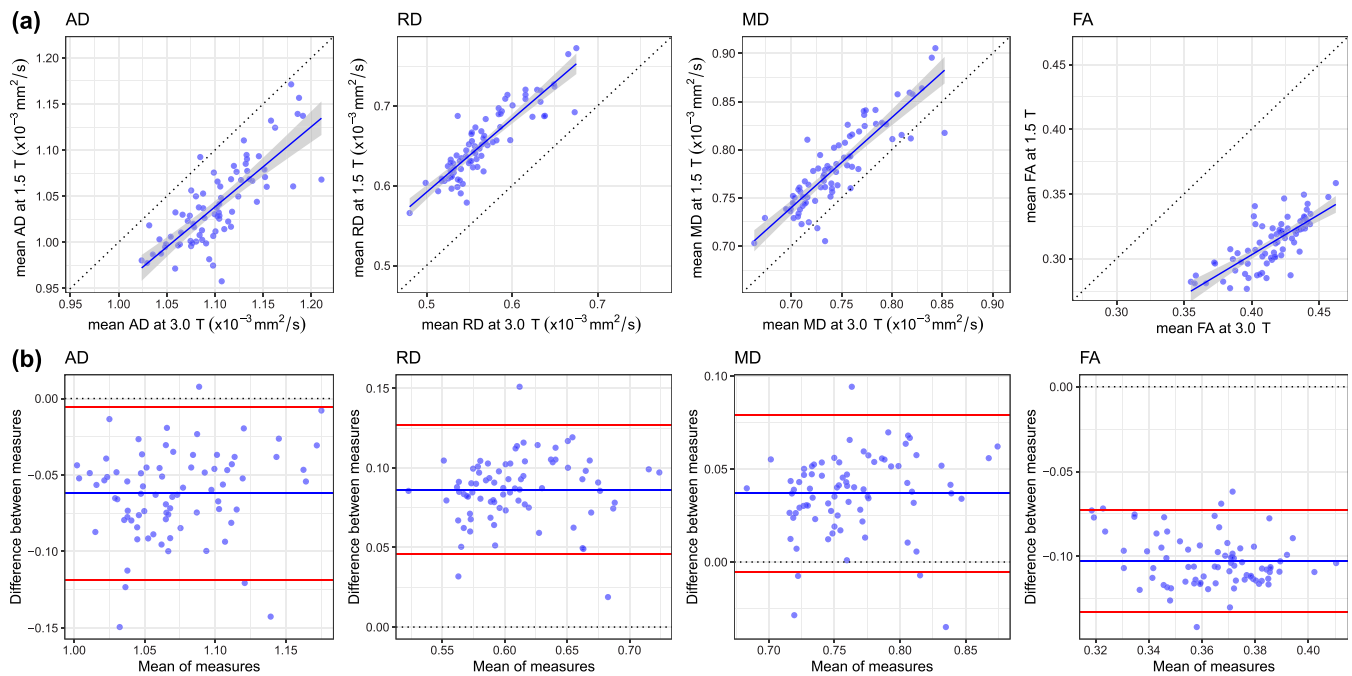 (a)
AD
RD
MD
FA
mean AD at 1.5 T (x10⁻³ mm²/s)
1.20
1.15
1.10
1.05
1.00
0.95
0.95
1.00
1.05
1.10
1.15
1.20
mean AD at 3.0 T (x10⁻³ mm²/s)
mean RD at 1.5 T (x10⁻³ mm²/s)
0.7
0.6
0.5
0.5
0.6
0.7
mean RD at 3.0 T (x10⁻³ mm²/s)
mean MD at 1.5 T (x10⁻³ mm²/s)
0.90
0.85
0.80
0.75
0.70
0.70
0.75
0.80
0.85
0.90
mean MD at 3.0 T (x10⁻³ mm²/s)
mean FA at 1.5 T
0.45
0.40
0.35
0.30
0.30
0.35
0.40
0.45
mean FA at 3.0 T
(b)
AD
RD
MD
FA
Difference between measures
0.00
−0.05
−0.10
−0.15
1.00
1.05
1.10
1.15
Mean of measures
Difference between measures
0.15
0.10
0.05
0.00
0.55
0.60
0.65
0.70
Mean of measures
Difference between measures
0.10
0.05
0.00
0.70
0.75
0.80
0.85
Mean of measures
Difference between measures
0.00
−0.05
−0.10
0.32
0.34
0.36
0.38
0.40
Mean of measures